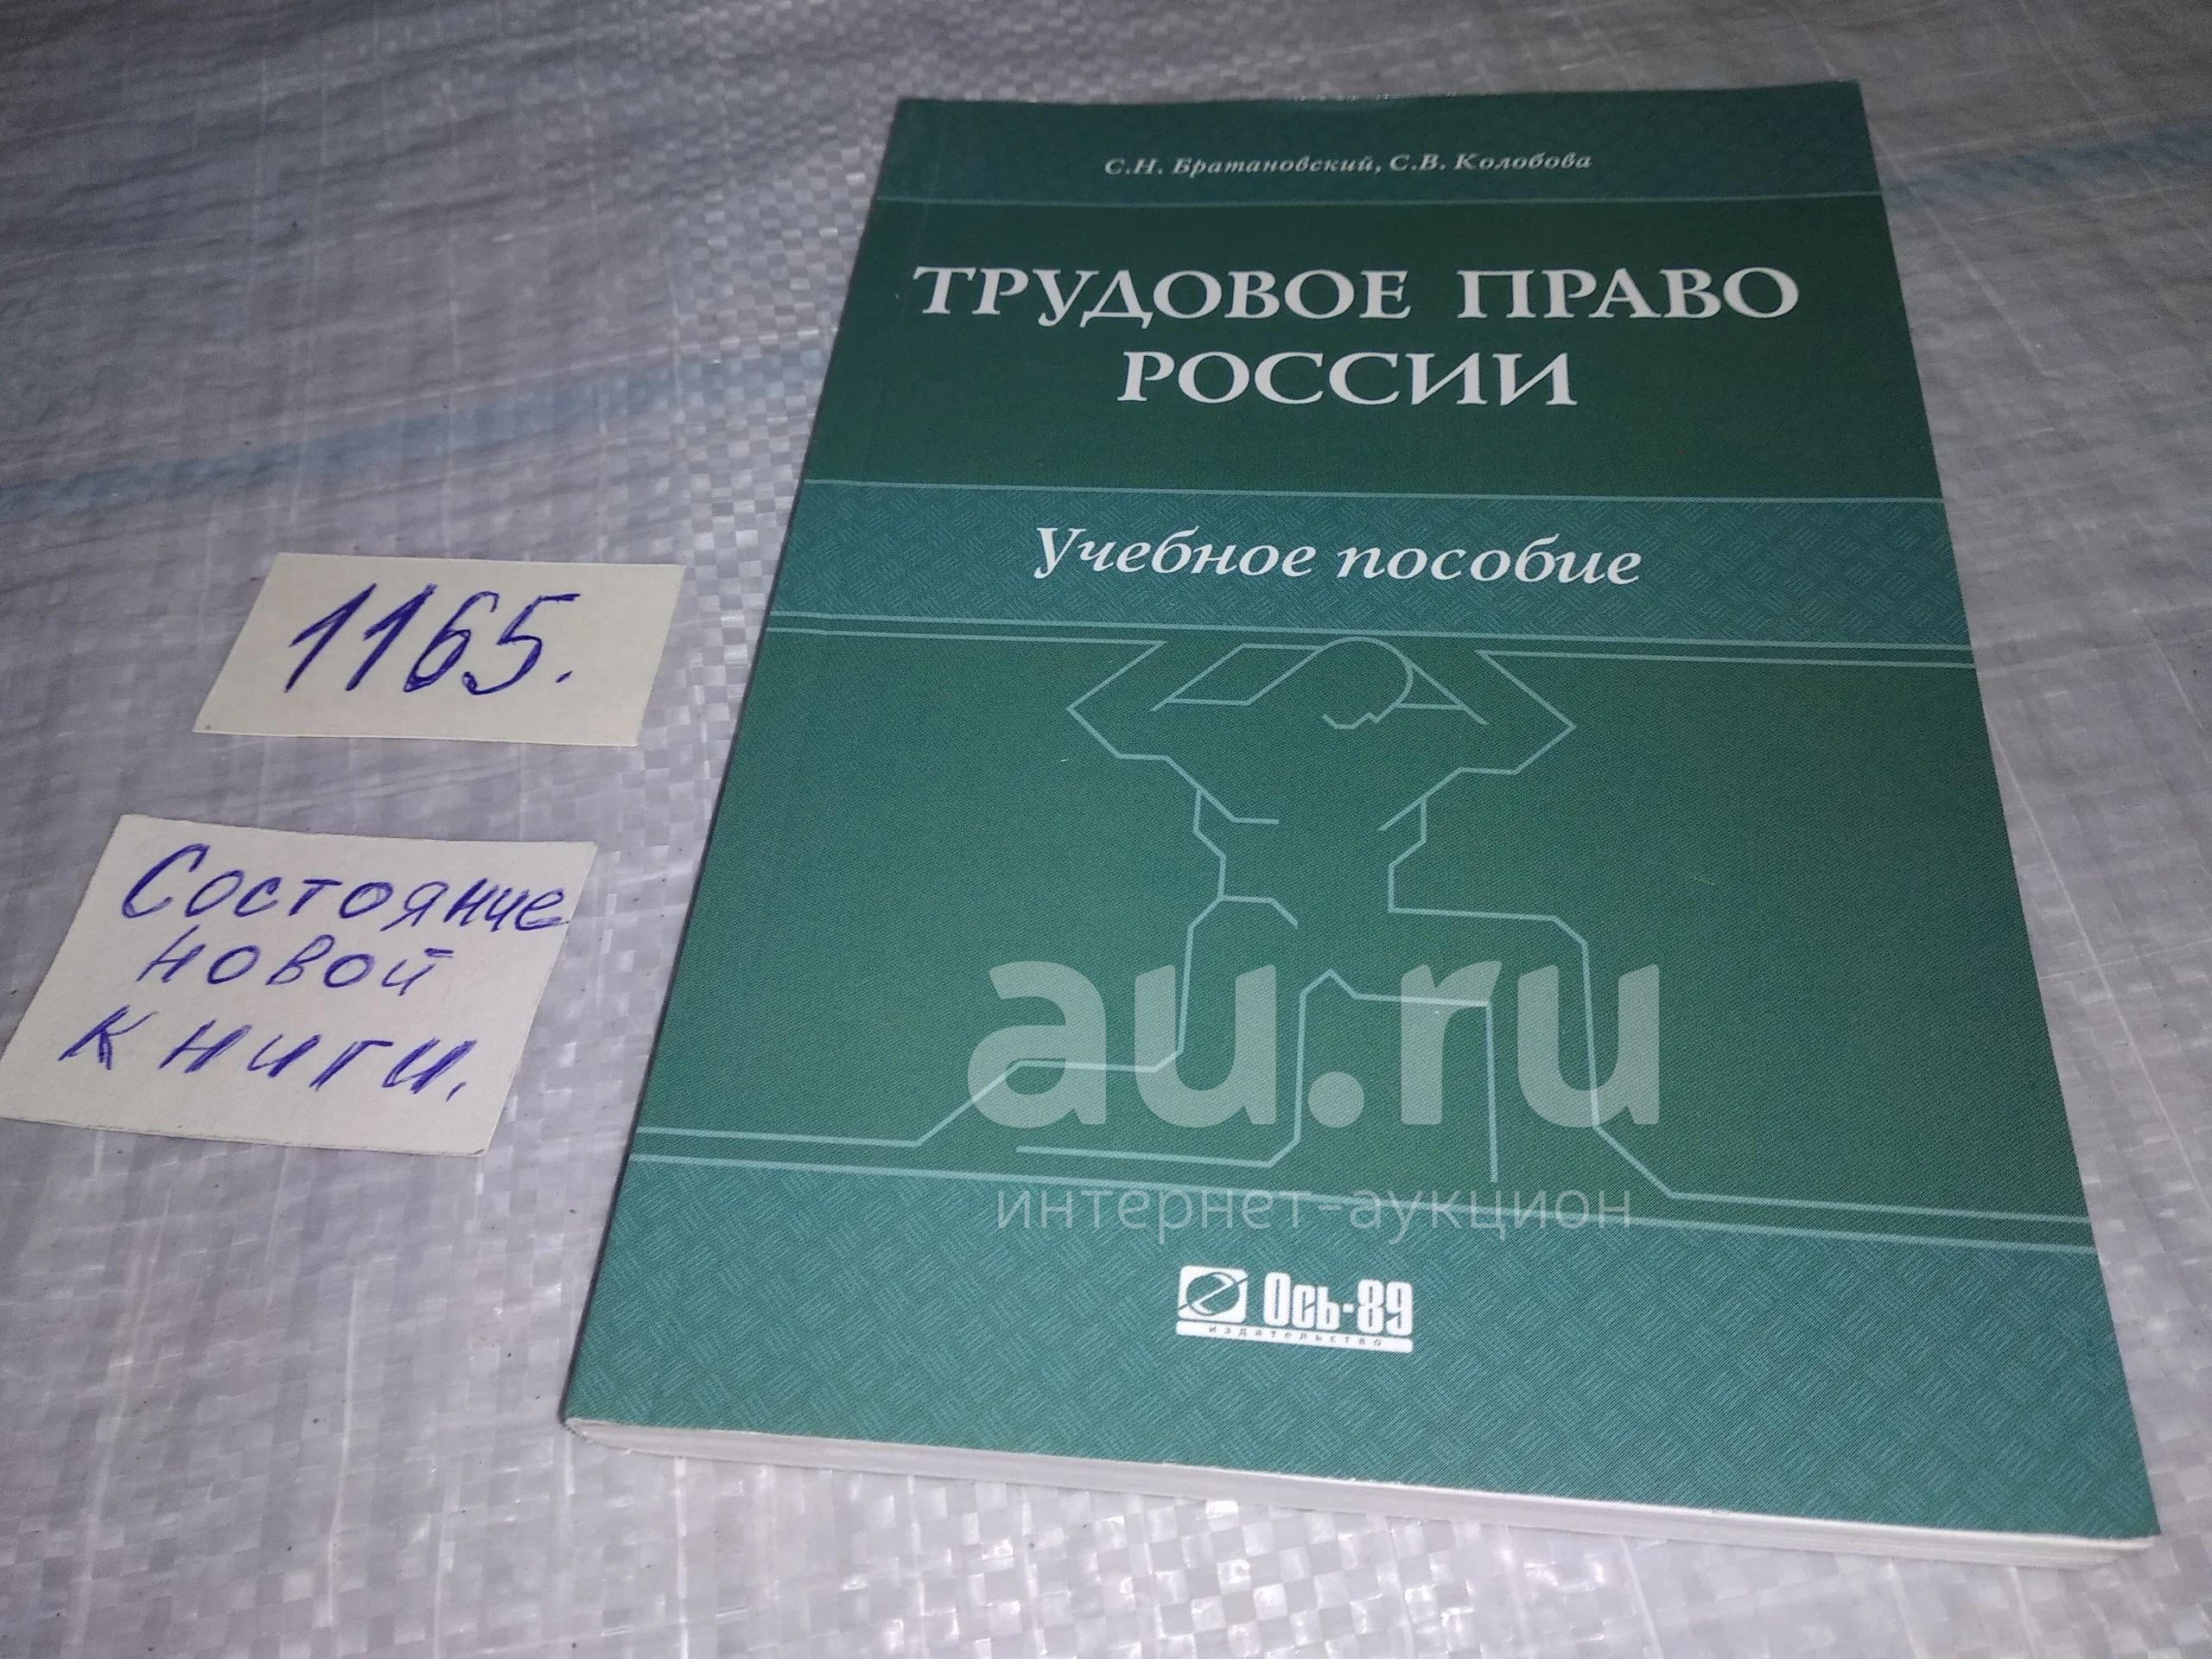 С.Н. Братановский, С.В. Колобова
ТРУДОВОЕ ПРАВО
РОССИИ
Учебное пособие
1165.
Состояние
новой
книги.
au.ru
интернет-аукцион
Ось-89
издательство